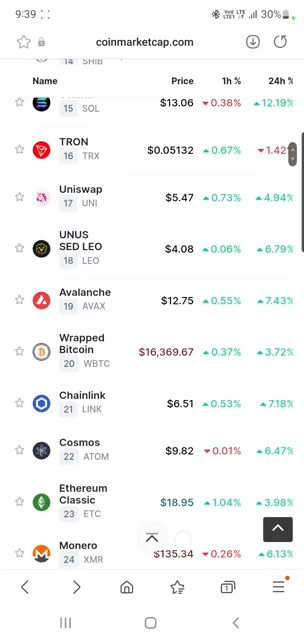 9:39
Vo)) LTE
LTE1
30%
coinmarketcap.com
14 SHIB
Name Price 1h % 24h %
15 SOL $13.06 0.38% 12.19%
TRON
16 TRX $0.05132 0.67% 1.42
Uniswap
17 UNI $5.47 0.73% 4.94%
UNUS
SED LEO
18 LEO $4.08 0.06% 6.79%
Avalanche
19 AVAX $12.75 0.55% 7.43%
Wrapped
Bitcoin
20 WBTC $16,369.67 0.37% 3.72%
Chainlink
21 LINK $6.51 0.53% 7.18%
Cosmos
22 ATOM $9.82 0.01% 6.47%
Ethereum
Classic
23 ETC $18.95 1.04% 3.98%
Monero
24 XMR $135.34 0.26% 6.13%
1